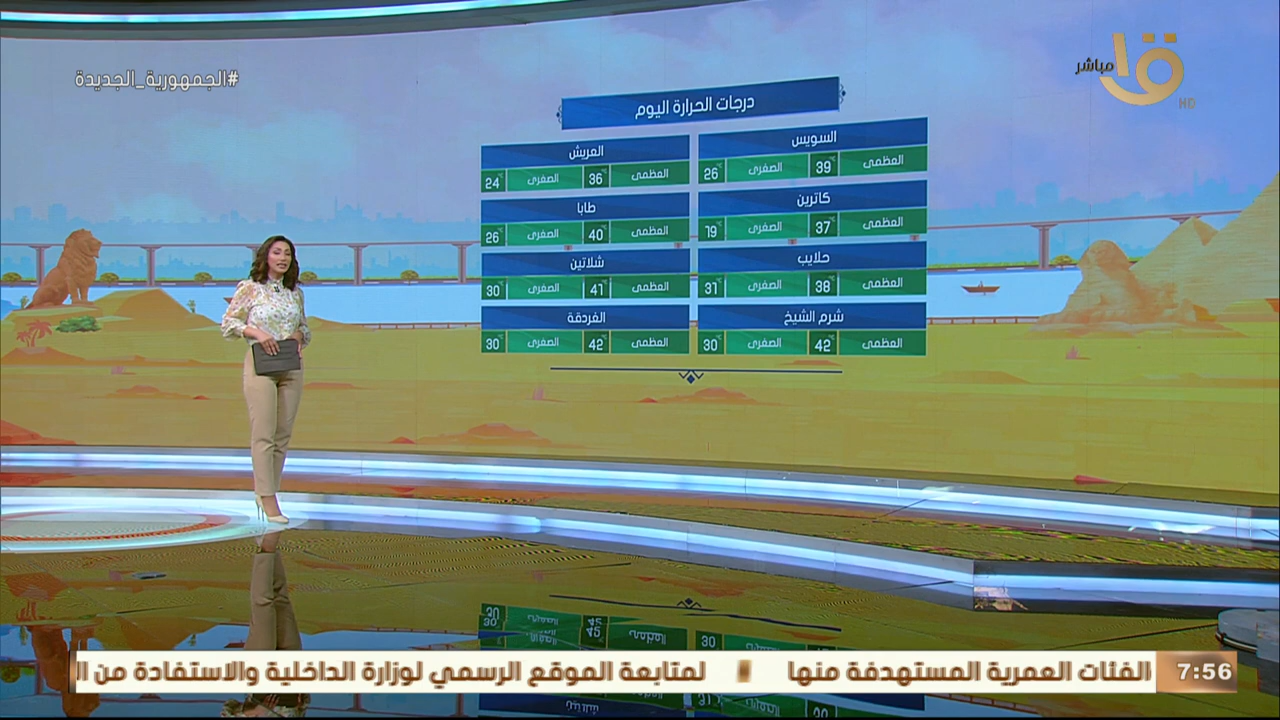 #الجمهورية_الجديدة
مباشر
HD
درجات الحرارة اليوم
السويس
العظمى 39° الصغرى 26°
العريش
العظمى 36° الصغرى 24°
كاترين
العظمى 37° الصغرى 19°
طابا
العظمى 40° الصغرى 26°
حلايب
العظمى 38° الصغرى 31°
شلاتين
العظمى 41° الصغرى 30°
شرم الشيخ
العظمى 42° الصغرى 30°
الغردقة
العظمى 42° الصغرى 30°
7:56 الفئات العمرية المستهدفة منها لمتابعة الموقع الرسمي لوزارة الداخلية والاستفادة من